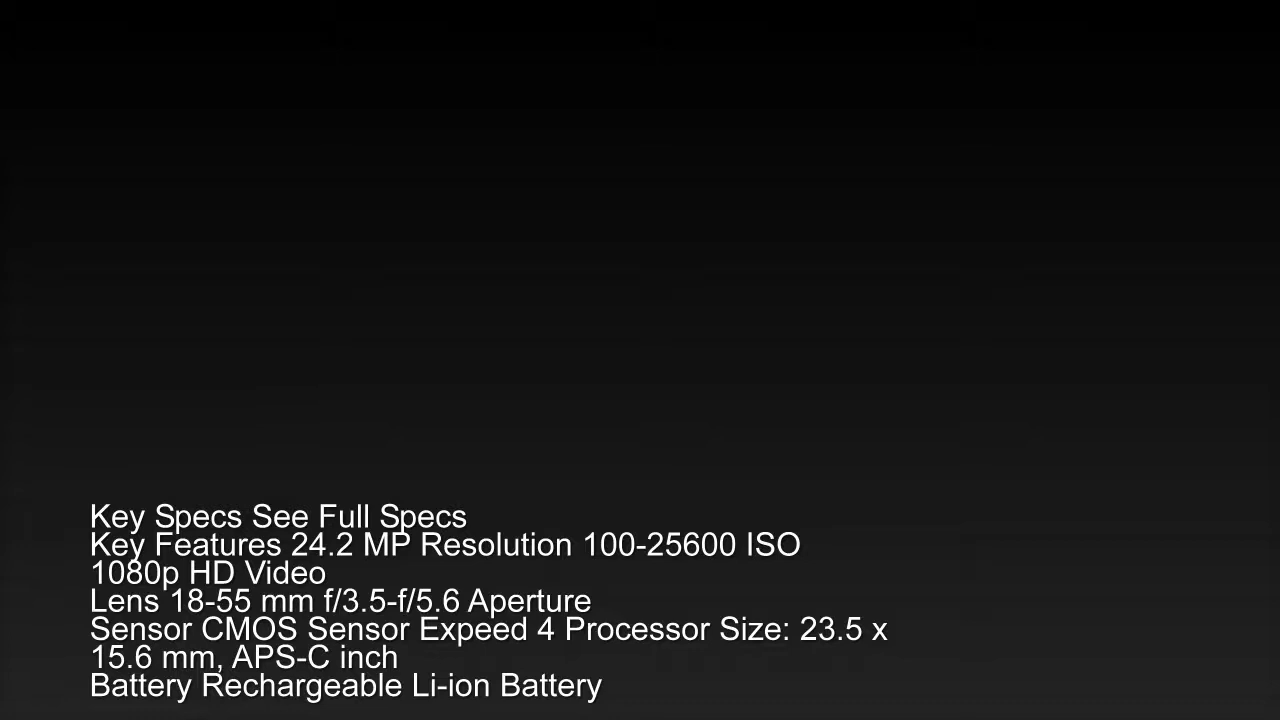 Key Specs See Full Specs
Key Features 24.2 MP Resolution 100-25600 ISO
1080p HD Video
Lens 18-55 mm f/3.5-f/5.6 Aperture
Sensor CMOS Sensor Expeed 4 Processor Size: 23.5 x
15.6 mm, APS-C inch
Battery Rechargeable Li-ion Battery